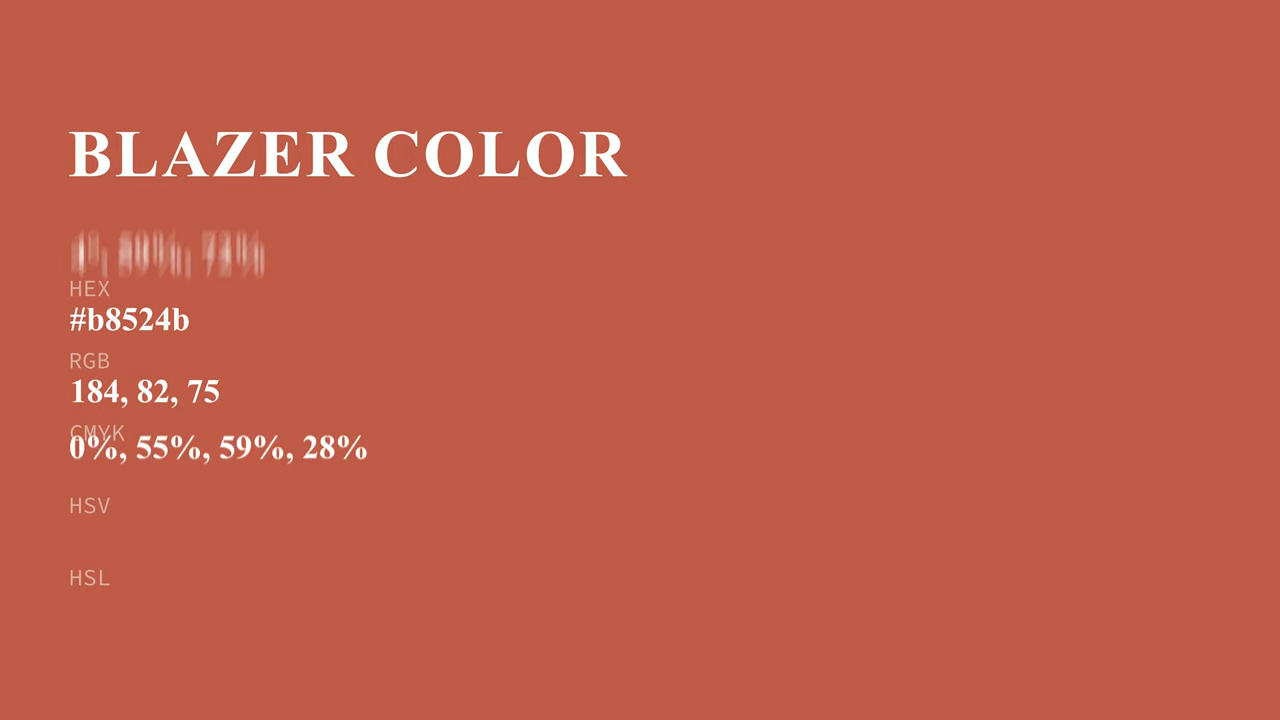 BLAZER COLOR
HEX
#b8524b
RGB
184, 82, 75
CMYK
0%, 55%, 59%, 28%
HSV
HSL